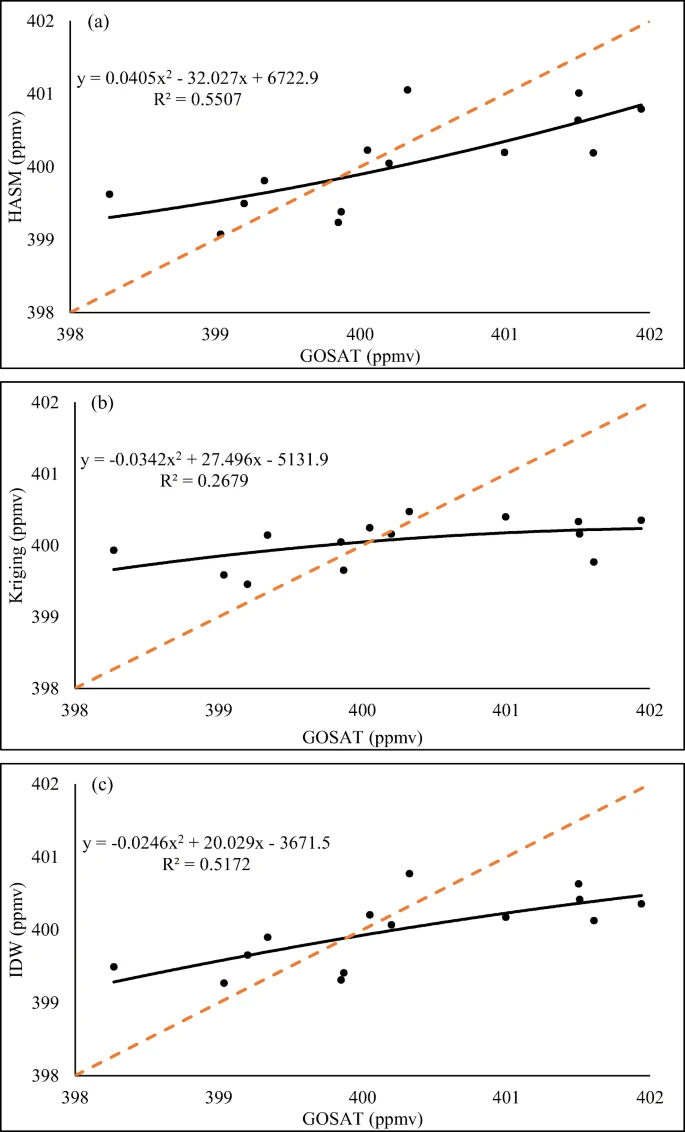 402
(a)
y = 0.0405x² - 32.027x + 6722.9
R² = 0.5507
401
400
399
398
HASM (ppmv)
398
399
400
401
402
GOSAT (ppmv)
402
(b)
y = -0.0342x² + 27.496x - 5131.9
R² = 0.2679
401
400
399
398
Kriging (ppmv)
398
399
400
401
402
GOSAT (ppmv)
402
(c)
y = -0.0246x² + 20.029x - 3671.5
R² = 0.5172
401
400
399
398
IDW (ppmv)
398
399
400
401
402
GOSAT (ppmv)